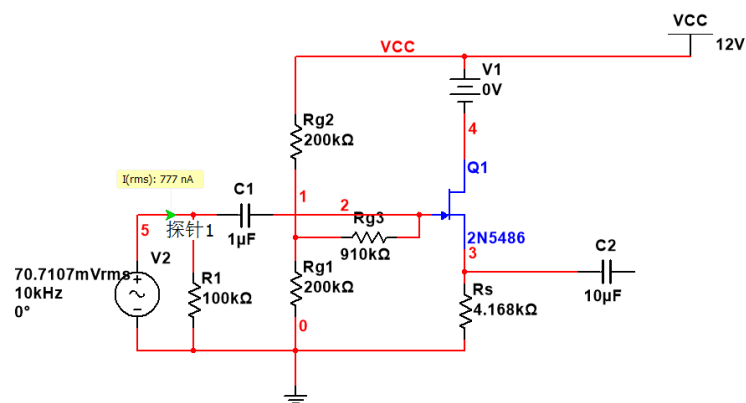 VCC
12V
VCC
V1
0V
4
Rg2
200kΩ
Q1
I(rms): 777 nA
C1
1
2
Rg3
5
探针1
1µF
910kΩ
2N5486
3
C2
V2
70.7107mVrms
10kHz
0°
R1
100kΩ
Rg1
200kΩ
10µF
Rs
4.168kΩ
0